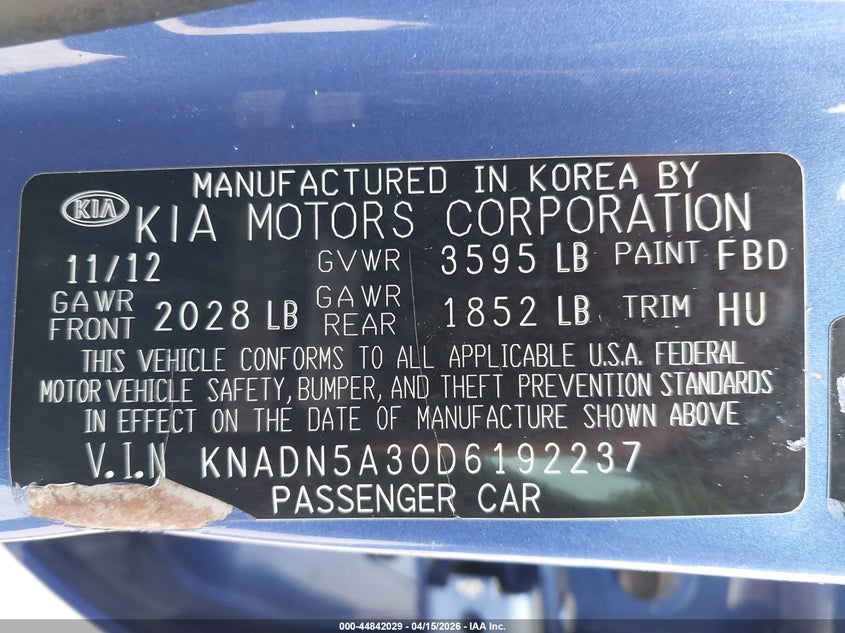 MANUFACTURED IN KOREA BY
KIA KIA MOTORS CORPORATION
11/12 GVWR 3595 LB PAINT FBD
GAWR FRONT 2028 LB GAWR REAR 1852 LB TRIM HU
THIS VEHICLE CONFORMS TO ALL APPLICABLE U.S.A. FEDERAL
MOTOR VEHICLE SAFETY, BUMPER, AND THEFT PREVENTION STANDARDS
IN EFFECT ON THE DATE OF MANUFACTURE SHOWN ABOVE
V.I.N KNADN5A30D6192237
PASSENGER CAR
000-44842029 - 04/15/2026 - IAA Inc.